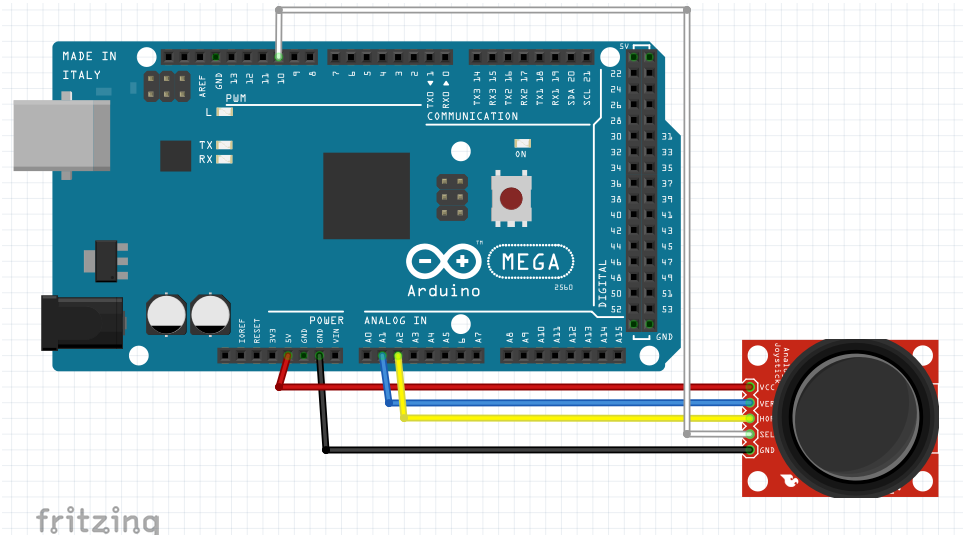 MADE IN
ITALY
AREF
GND
13
12
11
10
9
8
7
6
5
4
3
2
TX0 ◀ 1
RX0 ▶ 0
TX3 14
RX3 15
TX2 16
RX2 17
TX1 18
RX1 19
SDA 20
SCL 21
PWM
COMMUNICATION
L
TX
RX
ON
5V
22
24
26
28
30 31
32 33
34 35
36 37
38 39
40 41
42 43
44 45
46 47
48 49
50 51
52 53
GND
DIGITAL
TM
MEGA
2560
Arduino
POWER
ANALOG IN
IOREF
RESET
3V3
5V
GND
GND
VIN
A0
A1
A2
A3
A4
A5
6
A7
A8
A9
A10
A11
A12
A13
A14
A15
VCC
VER
HOR
SEL
GND
fritzing